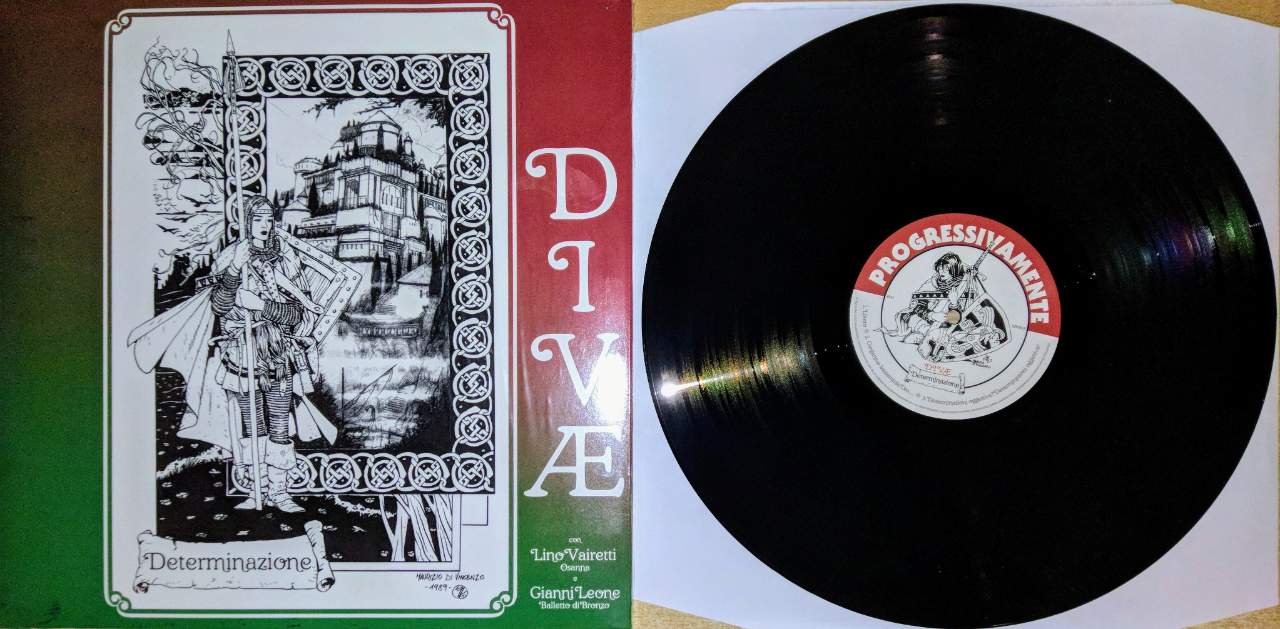 DIVÆ
con
Lino Vairetti
Osanna
e
Gianni Leone
Balletto di Bronzo
Determinazione
MAURIZIO DI VINCENZO
-1989-
PROGRESSIVAMENTE
DIVÆ
Determinazione